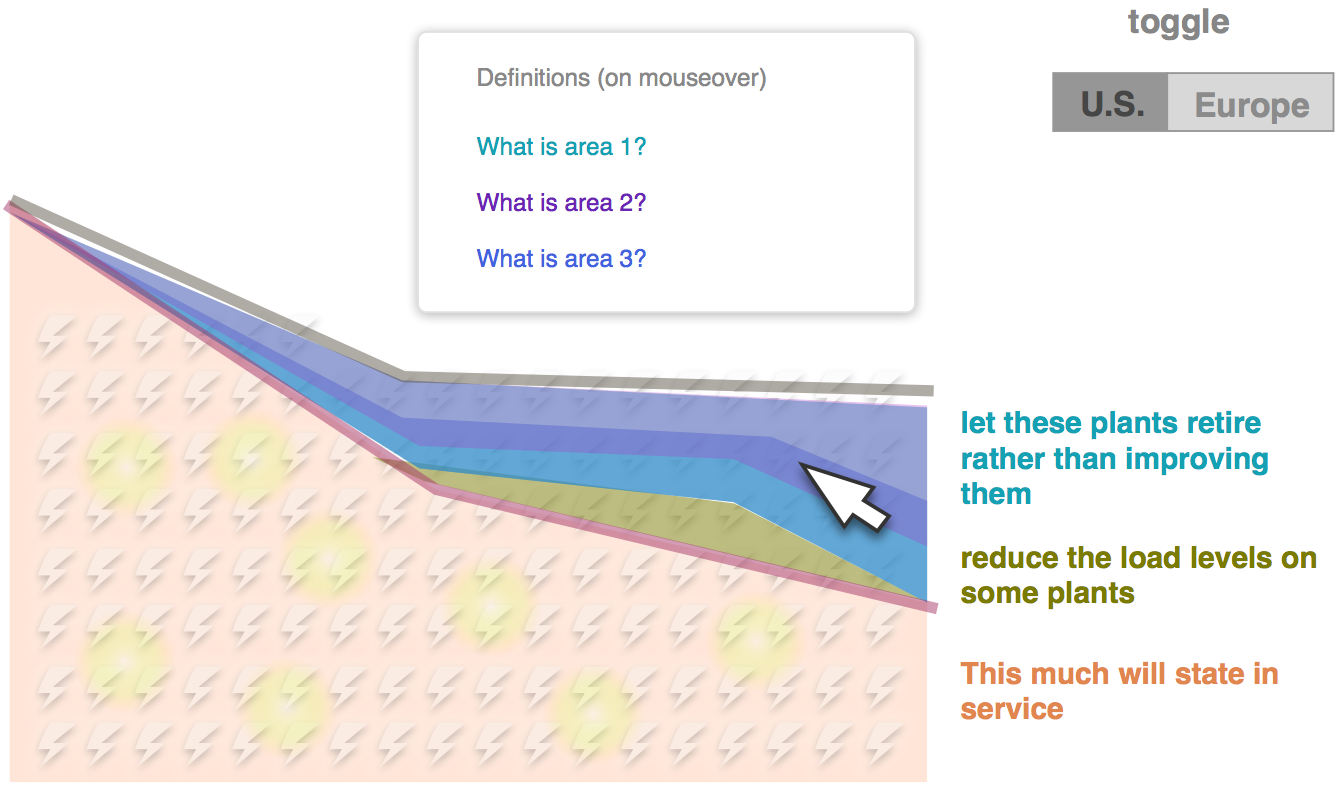 toggle
U.S.
Europe
Definitions (on mouseover)
What is area 1?
What is area 2?
What is area 3?
let these plants retire
rather than improving
them
reduce the load levels on
some plants
This much will state in
service